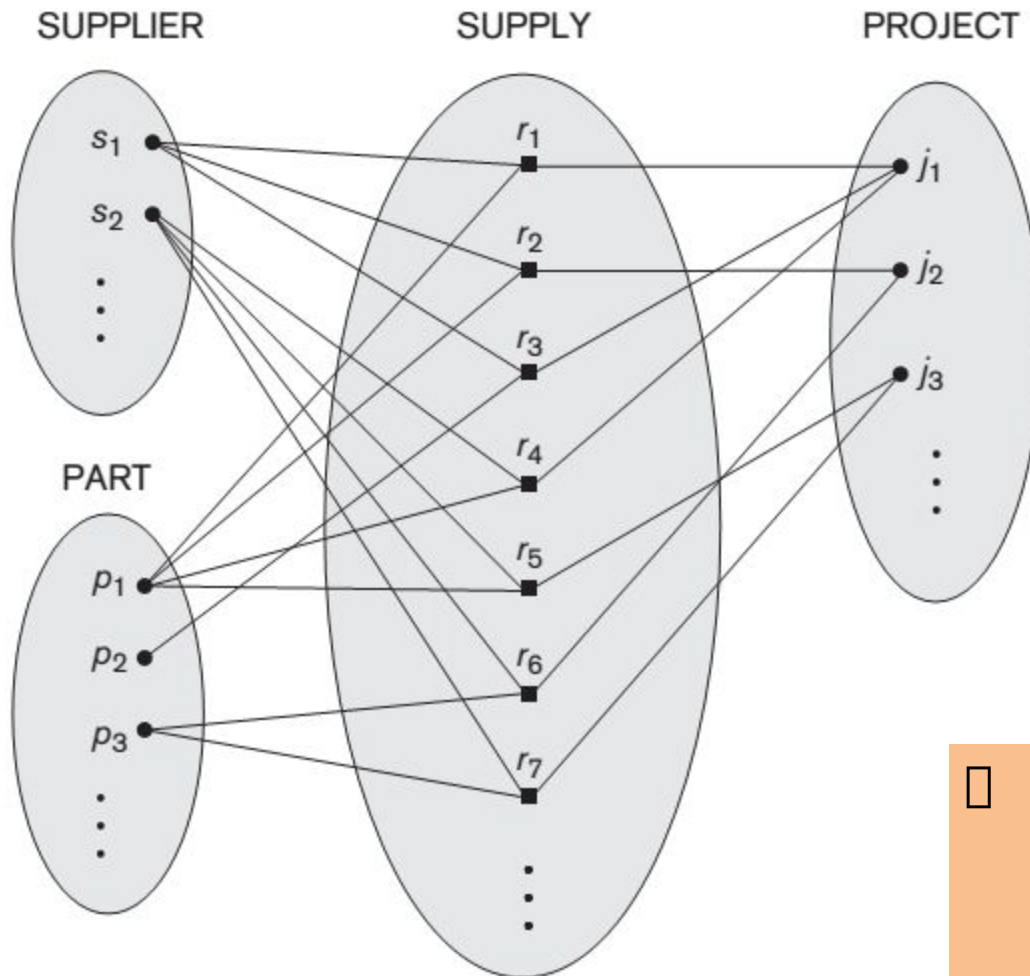 SUPPLIER
SUPPLY
PROJECT
s₁
s₂
PART
p₁
p₂
p₃
r₁
r₂
r₃
r₄
r₅
r₆
r₇
j₁
j₂
j₃